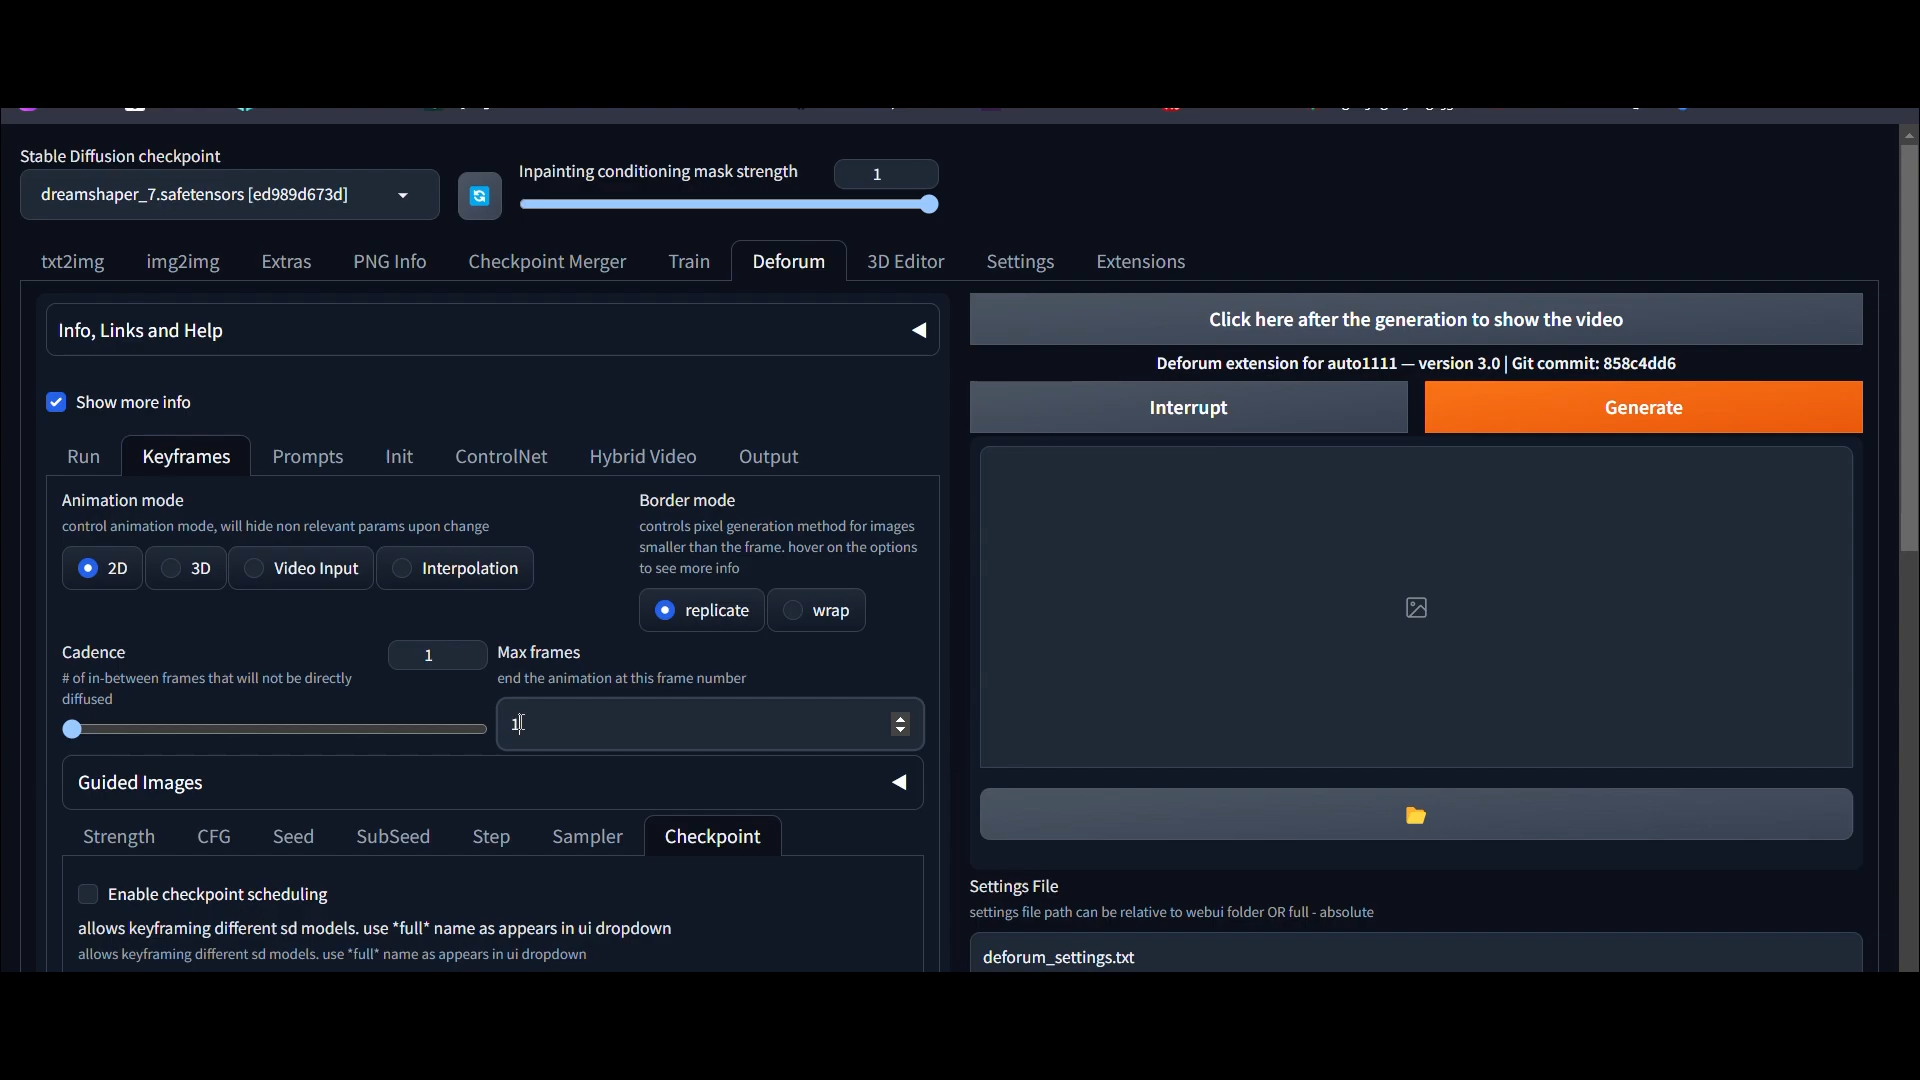 Stable Diffusion checkpoint
dreamshaper_7.safetensors [ed989d673d]
Inpainting conditioning mask strength
1
txt2img img2img Extras PNG Info Checkpoint Merger Train Deforum 3D Editor Settings Extensions
Info, Links and Help
Show more info
Run Keyframes Prompts Init ControlNet Hybrid Video Output
Animation mode
control animation mode, will hide non relevant params upon change
2D 3D Video Input Interpolation
Border mode
controls pixel generation method for images
smaller than the frame. hover on the options
to see more info
replicate wrap
Cadence
1
# of in-between frames that will not be directly
diffused
Max frames
end the animation at this frame number
1
Guided Images
Strength CFG Seed SubSeed Step Sampler Checkpoint
Enable checkpoint scheduling
allows keyframing different sd models. use *full* name as appears in ui dropdown
allows keyframing different sd models. use *full* name as appears in ui dropdown
Click here after the generation to show the video
Deforum extension for auto1111 — version 3.0 | Git commit: 858c4dd6
Interrupt Generate
Settings File
settings file path can be relative to webui folder OR full - absolute
deforum_settings.txt